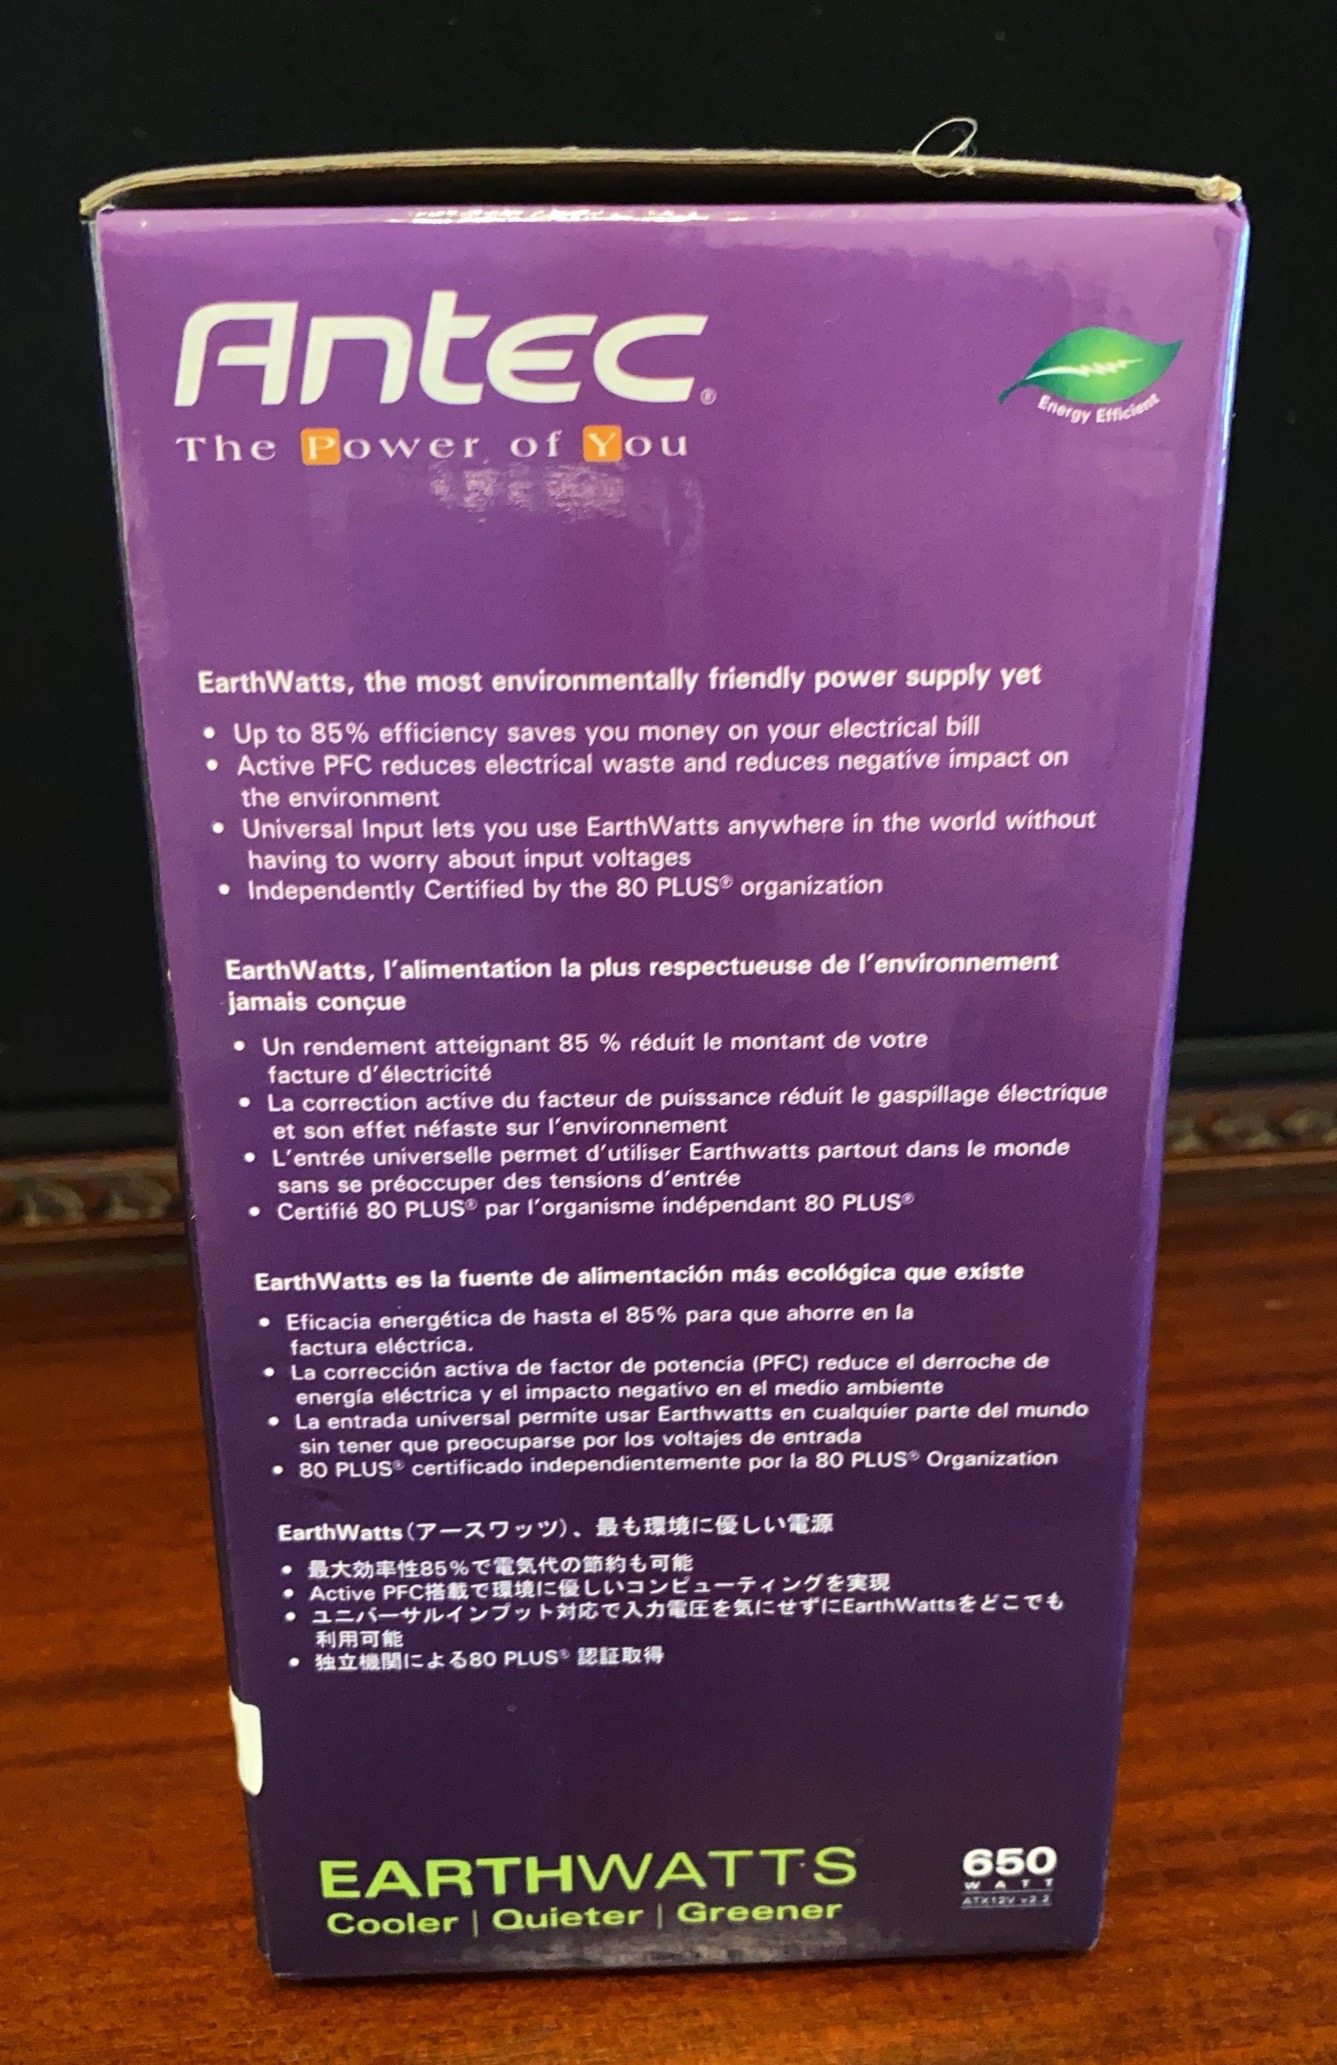 Antec®
The Power of You
Energy Efficient
EarthWatts, the most environmentally friendly power supply yet
• Up to 85% efficiency saves you money on your electrical bill
• Active PFC reduces electrical waste and reduces negative impact on
the environment
• Universal Input lets you use EarthWatts anywhere in the world without
having to worry about input voltages
• Independently Certified by the 80 PLUS® organization
EarthWatts, l'alimentation la plus respectueuse de l'environnement
jamais conçue
• Un rendement atteignant 85 % réduit le montant de votre
facture d'électricité
• La correction active du facteur de puissance réduit le gaspillage électrique
et son effet néfaste sur l'environnement
• L'entrée universelle permet d'utiliser Earthwatts partout dans le monde
sans se préoccuper des tensions d'entrée
• Certifié 80 PLUS® par l'organisme indépendant 80 PLUS®
EarthWatts es la fuente de alimentación más ecológica que existe
• Eficacia energética de hasta el 85% para que ahorre en la
factura eléctrica.
• La corrección activa de factor de potencia (PFC) reduce el derroche de
energía eléctrica y el impacto negativo en el medio ambiente
• La entrada universal permite usar Earthwatts en cualquier parte del mundo
sin tener que preocuparse por los voltajes de entrada
• 80 PLUS® certificado independientemente por la 80 PLUS® Organization
EarthWatts(アースワッツ)、最も環境に優しい電源
• 最大効率性85%で電気代の節約も可能
• Active PFC搭載で環境に優しいコンピューティングを実現
• ユニバーサルインプット対応で入力電圧を気にせずにEarthWattsをどこでも
利用可能
• 独立機関による80 PLUS® 認証取得
EARTHWATTS
Cooler | Quieter | Greener
650
WATT
ATX12V v2.2